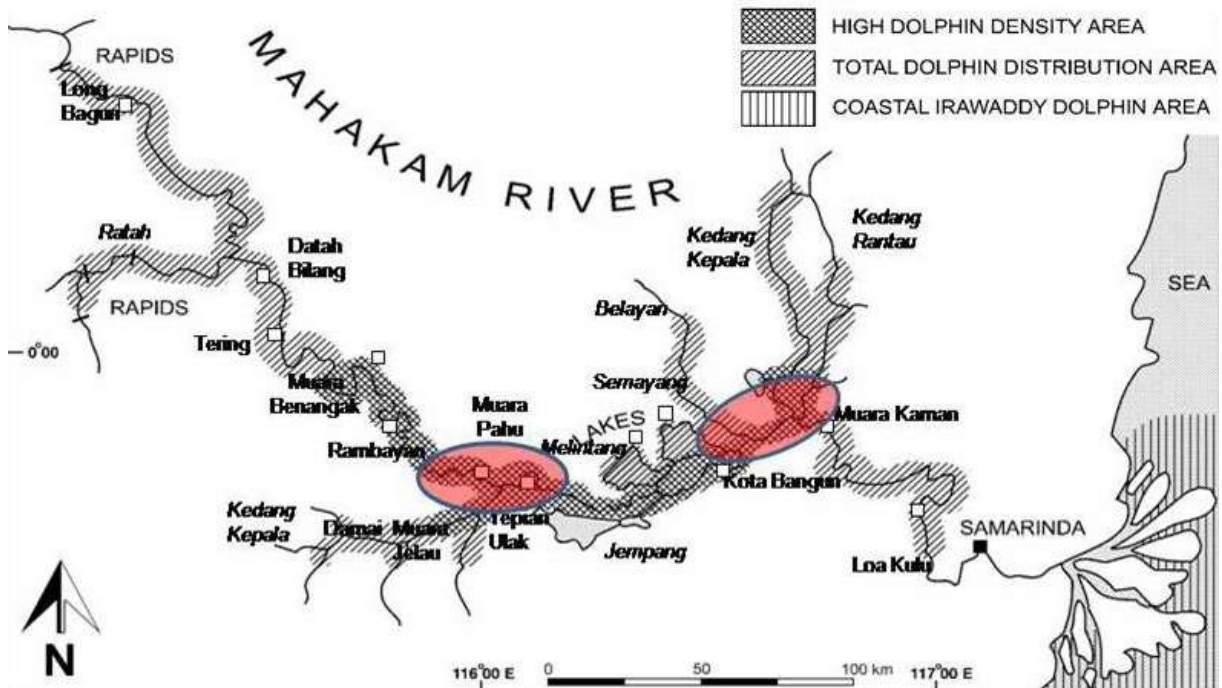 HIGH DOLPHIN DENSITY AREA
TOTAL DOLPHIN DISTRIBUTION AREA
COASTAL IRAWADDY DOLPHIN AREA
MAHAKAM RIVER
RAPIDS
Long
Bagun
Ratah
RAPIDS
Datah
Bilang
Tering
0°00
Muara
Benangak
Rambayan
Muara
Pahu
Melintang
LAKES
Semayang
Belayan
Kedang
Kepala
Kedang
Rantau
SEA
Muara Kaman
Kota Bangun
Kedang
Kepala
Damai
Muara
Jelau
Tepian
Ulak
Jempang
Loa Kulu
SAMARINDA
N
116°00 E
0
50
100 km
117°00 E